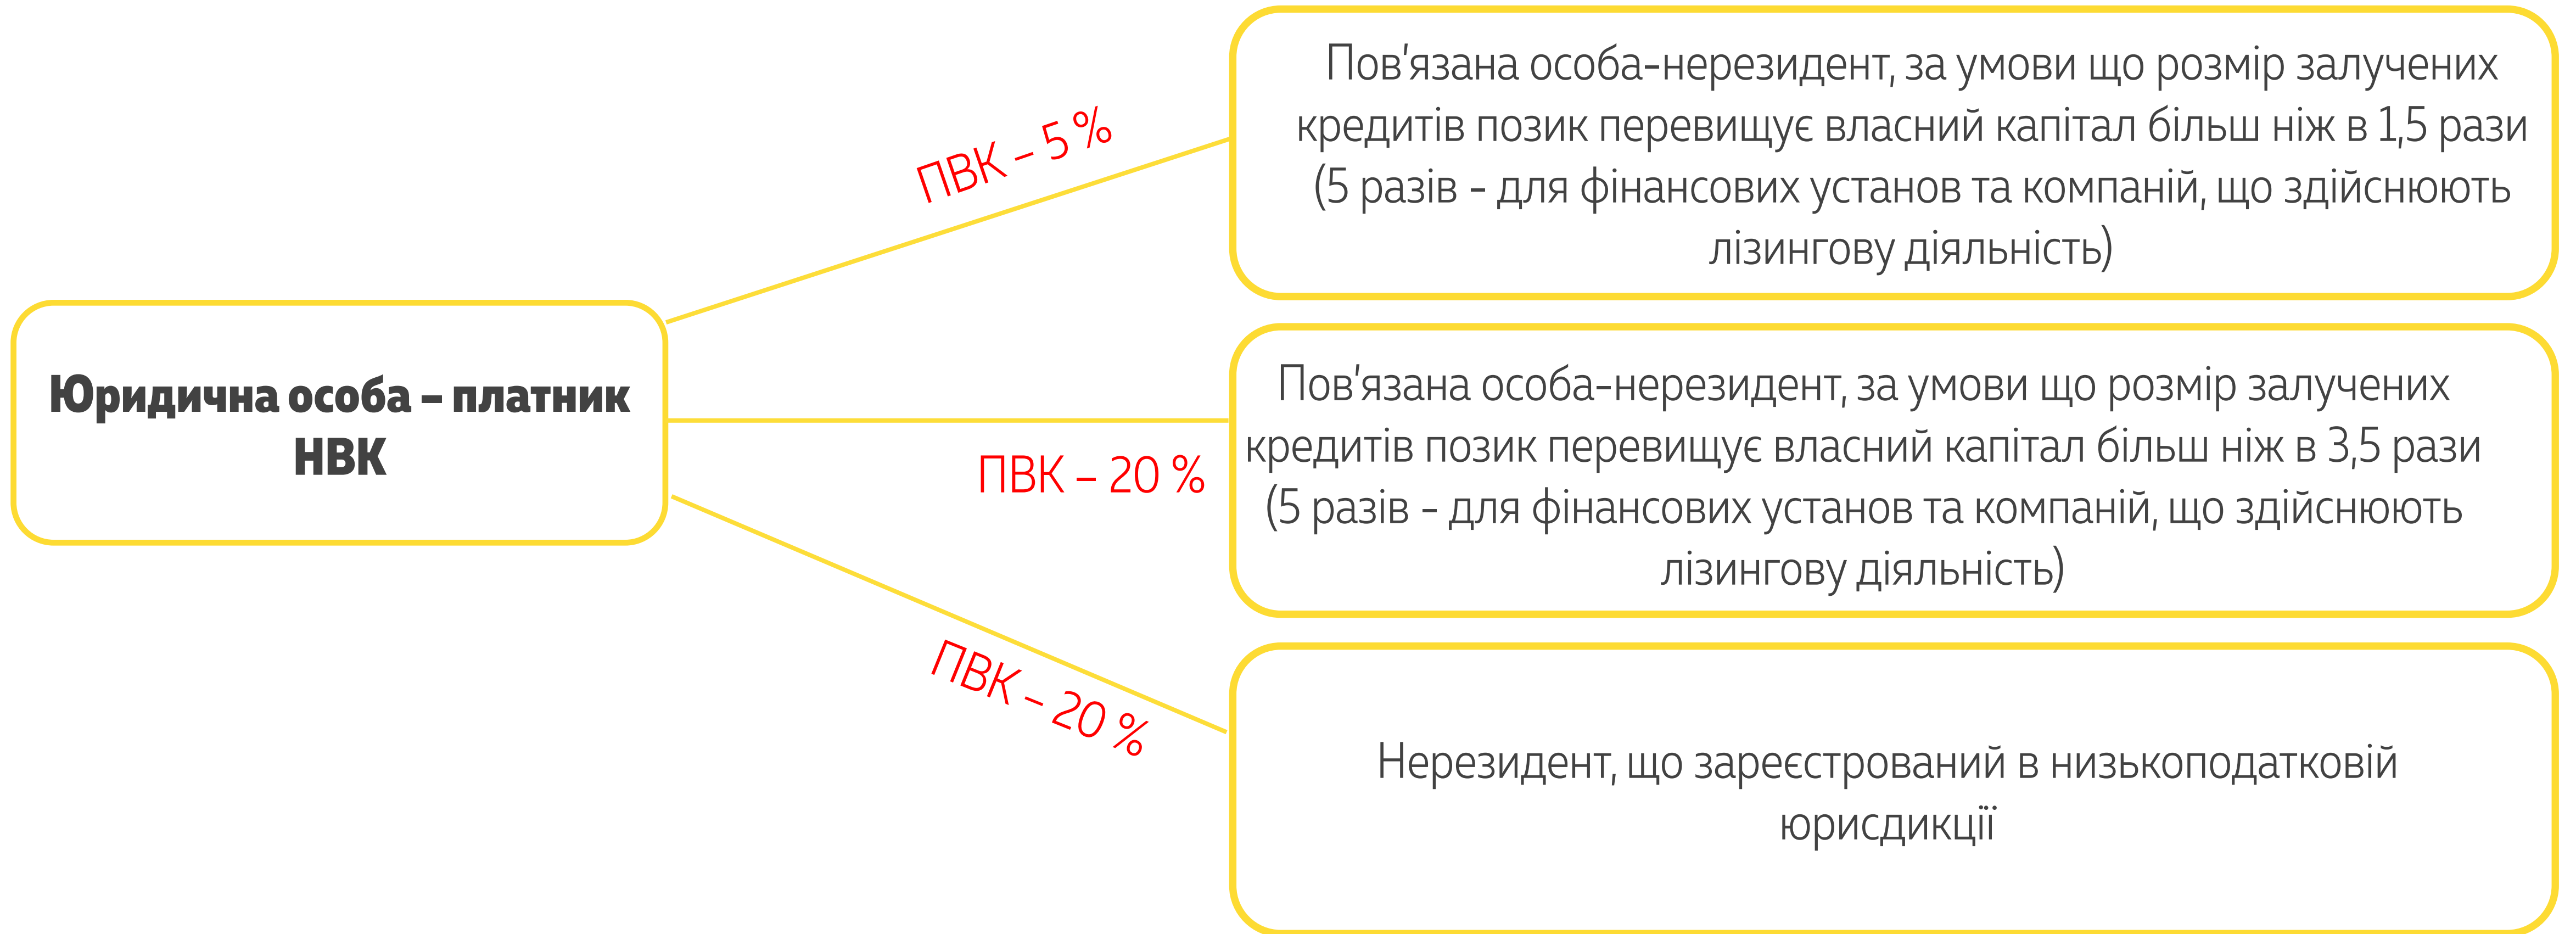 Юридична особа – платник
НВК
ПВК – 5 %
Пов'язана особа-нерезидент, за умови що розмір залучених
кредитів позик перевищує власний капітал більш ніж в 1,5 рази
(5 разів - для фінансових установ та компаній, що здійснюють
лізингову діяльність)
ПВК – 20 %
Пов'язана особа-нерезидент, за умови що розмір залучених
кредитів позик перевищує власний капітал більш ніж в 3,5 рази
(5 разів - для фінансових установ та компаній, що здійснюють
лізингову діяльність)
ПВК – 20 %
Нерезидент, що зареєстрований в низькоподатковій
юрисдикції